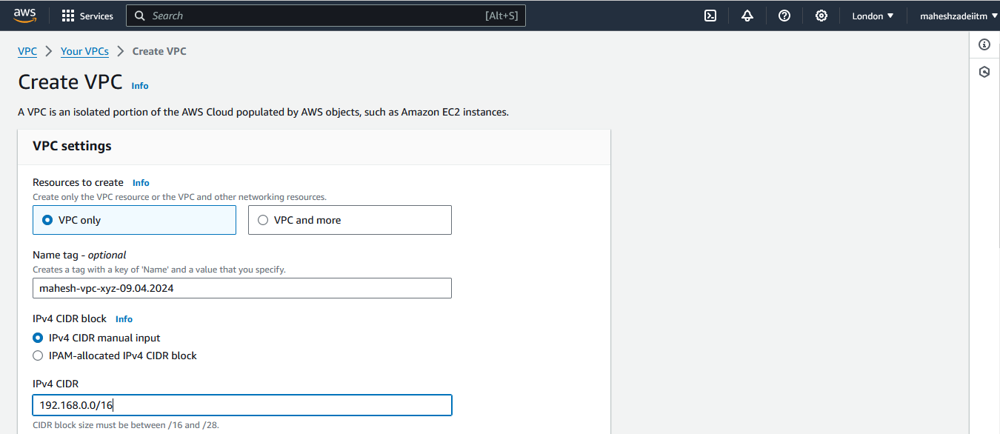 aws Services Search [Alt+S] London maheshzadeiitm
VPC Your VPCs Create VPC
Create VPC Info
A VPC is an isolated portion of the AWS Cloud populated by AWS objects, such as Amazon EC2 instances.
VPC settings
Resources to create Info
Create only the VPC resource or the VPC and other networking resources.
VPC only VPC and more
Name tag - optional
Creates a tag with a key of 'Name' and a value that you specify.
mahesh-vpc-xyz-09.04.2024
IPv4 CIDR block Info
IPv4 CIDR manual input
IPAM-allocated IPv4 CIDR block
IPv4 CIDR
192.168.0.0/16
CIDR block size must be between /16 and /28.